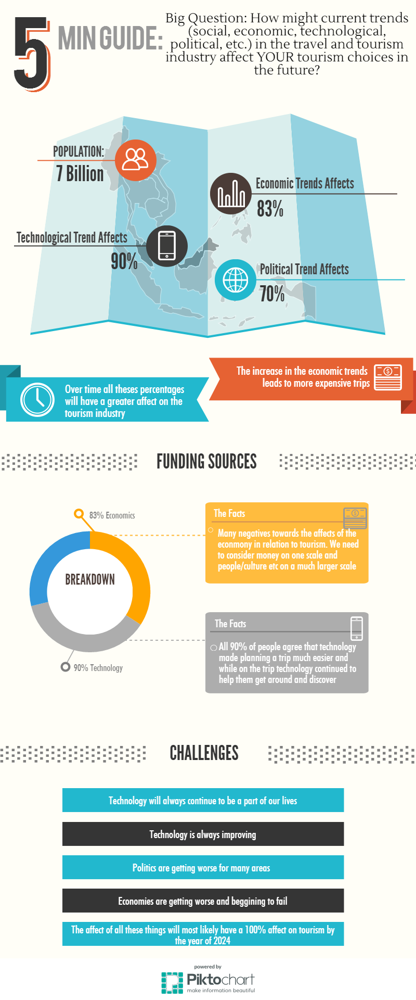 5
MIN GUIDE:
Big Question: How might current trends
(social, economic, technological,
political, etc.) in the travel and tourism
industry affect YOUR tourism choices in
the future?
POPULATION:
7 Billion
Economic Trends Affects
83%
Technological Trend Affects
90%
Political Trend Affects
70%
The increase in the economic trends
leads to more expensive trips
Over time all theses percentages
will have a greater affect on the
tourism industry
FUNDING SOURCES
83% Economics
BREAKDOWN
90% Technology
The Facts
Many negatives towards the affects of the
econmony in relation to tourism. We need
to consider money on one scale and
people/culture etc on a much larger scale
The Facts
All 90% of people agree that technology
made planning a trip much easier and
while on the trip technology continued to
help them get around and discover
CHALLENGES
Technology will always continue to be a part of our lives
Technology is always improving
Politics are getting worse for many areas
Economies are getting worse and beggining to fail
The affect of all these things will most likely have a 100% affect on tourism by
the year of 2024
powered by
Piktochart
make information beautiful